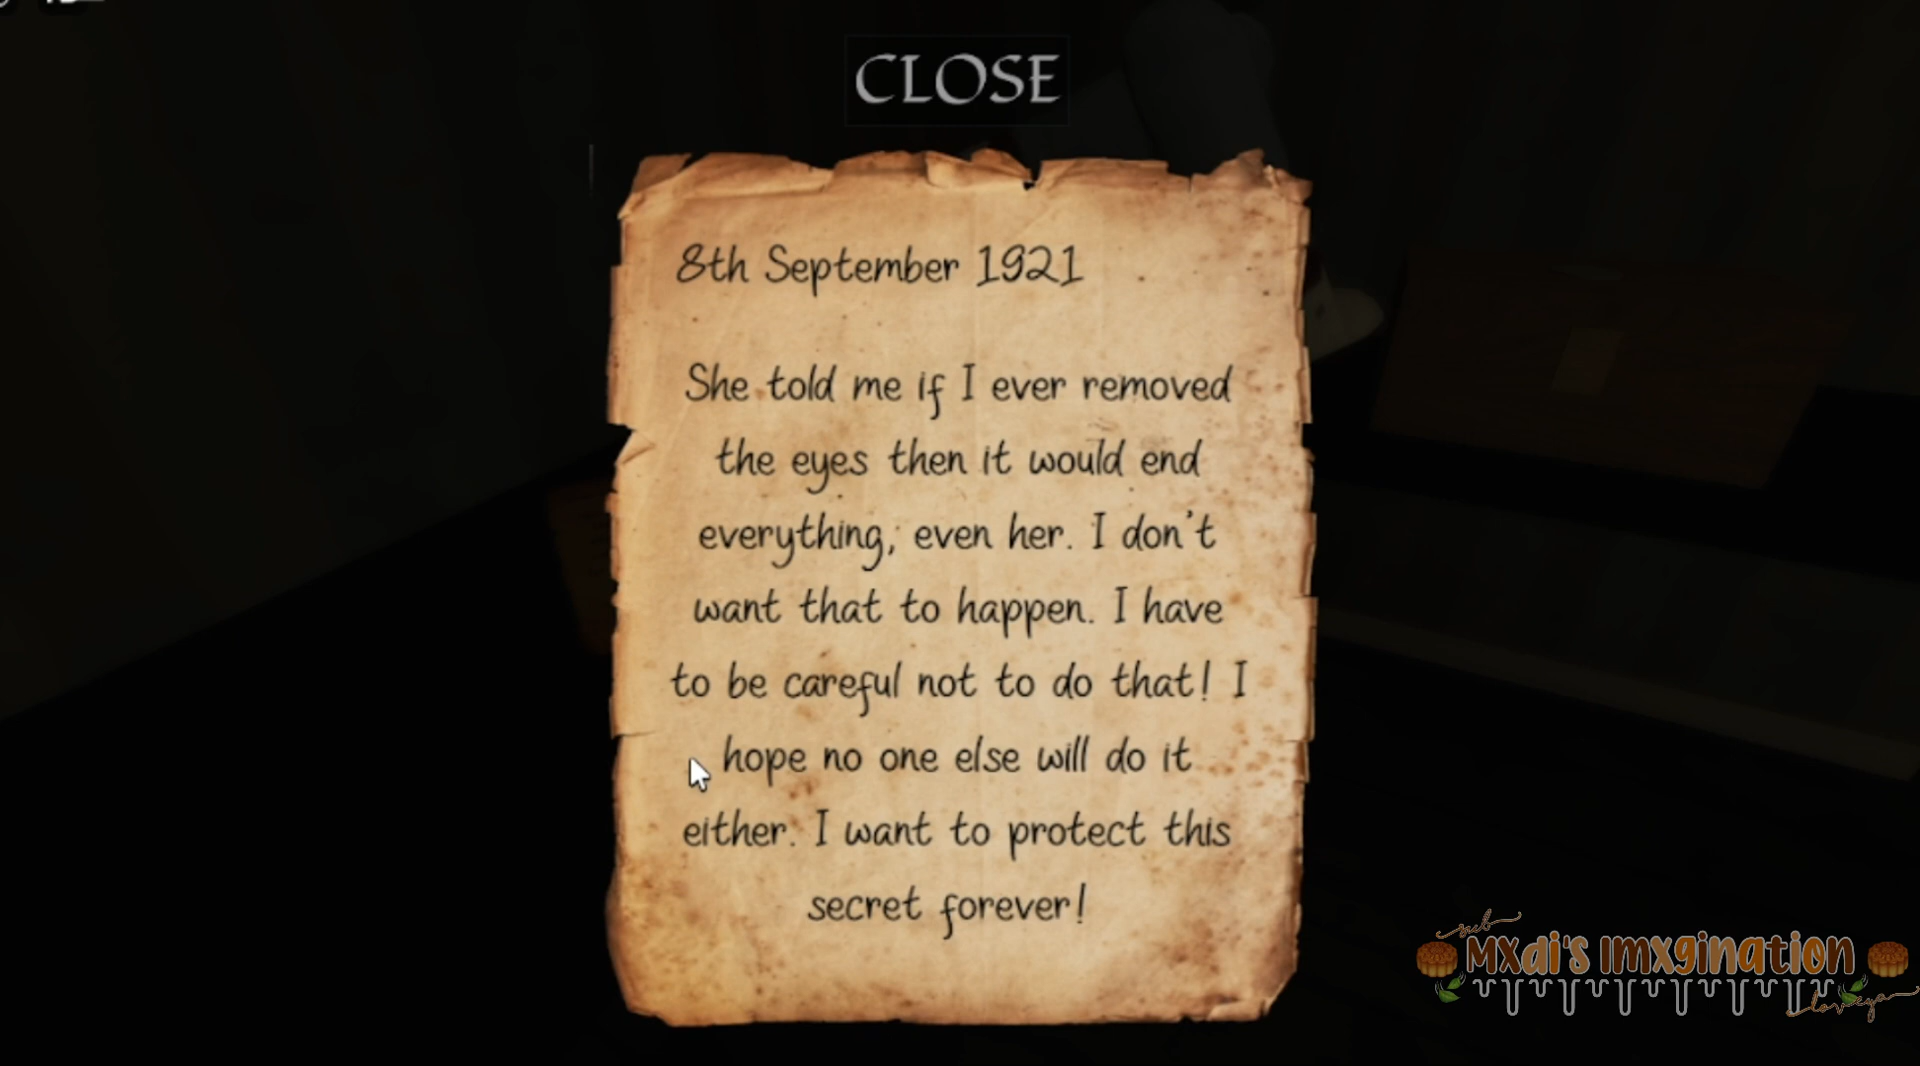 CLOSE
8th September 1921
She told me if I ever removed
the eyes then it would end
everything, even her. I don't
want that to happen. I have
to be careful not to do that! I
hope no one else will do it
either. I want to protect this
secret forever!
sub
MXdi's Imxgination